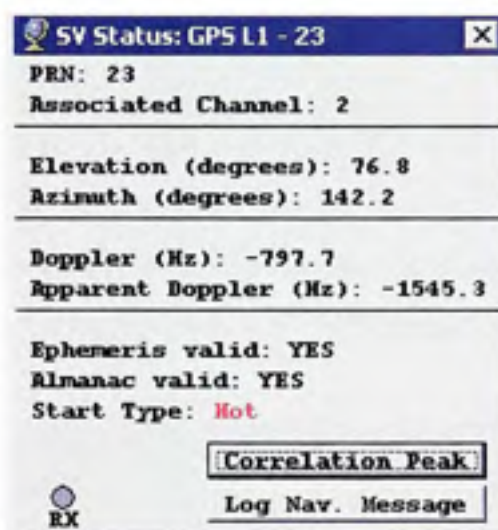 SV Status: GPS L1 - 23
PRN: 23
Associated Channel: 2
Elevation (degrees): 76.8
Azimuth (degrees): 142.2
Doppler (Hz): -797.7
Apparent Doppler (Hz): -1545.3
Ephemeris valid: YES
Almanac valid: YES
Start Type: Hot
Correlation Peak
Log Nav. Message
RX